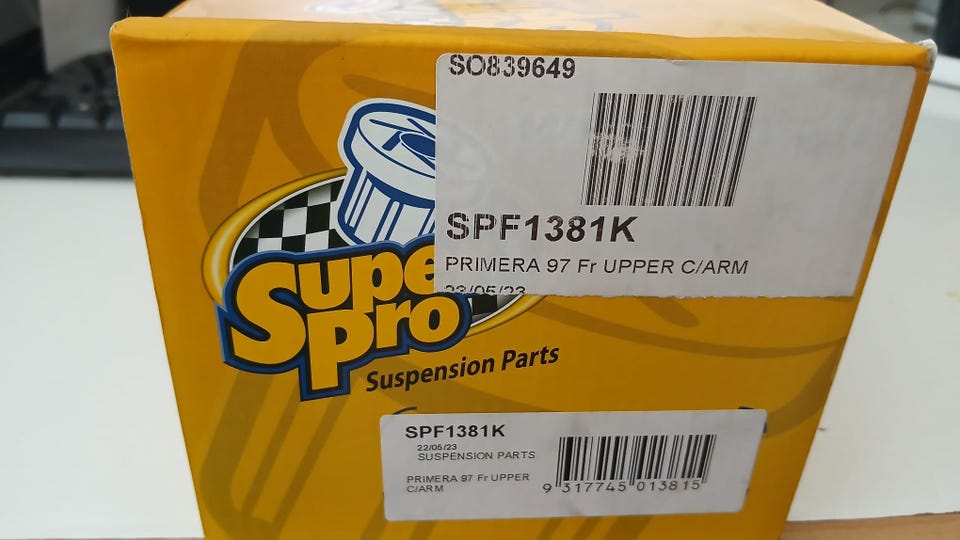 SO839649
SPF1381K
PRIMERA 97 Fr UPPER C/ARM
23/05/23
Super
Pro
Suspension Parts
SPF1381K
22/05/23
SUSPENSION PARTS
PRIMERA 97 Fr UPPER
C/ARM
9 317745 013815